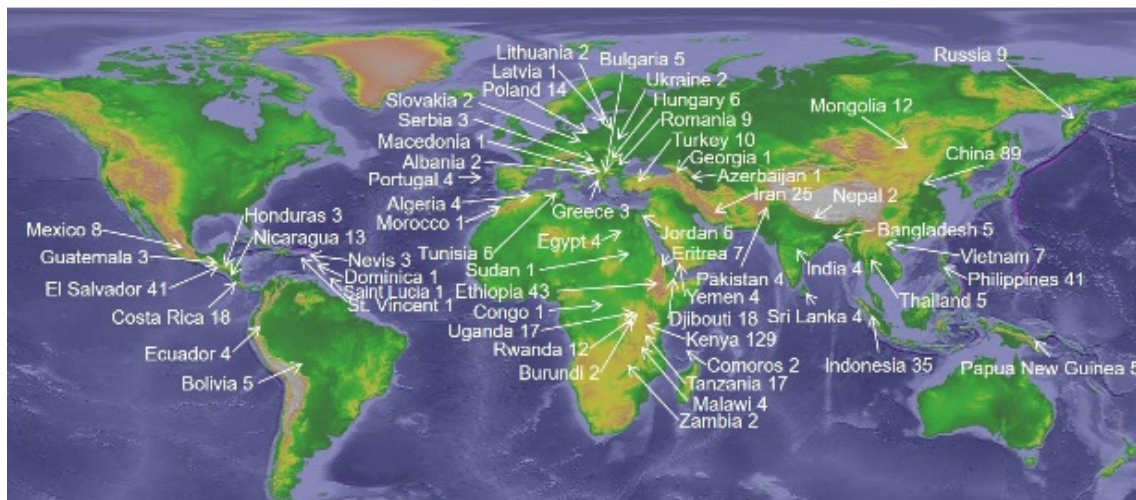 Lithuania 2
Bulgaria 5
Russia 9
Latvia 1
Ukraine 2
Poland 14
Hungary 6
Mongolia 12
Slovakia 2
Romania 9
Serbia 3
Turkey 10
Macedonia 1
Georgia 1
China 89
Albania 2
Azerbaijan 1
Portugal 4
Iran 25
Nepal 2
Algeria 4
Greece 3
Morocco 1
Honduras 3
Jordan 6
Bangladesh 5
Mexico 8
Nicaragua 13
Tunisia 6
Egypt 4
Eritrea 7
Vietnam 7
Guatemala 3
Nevis 3
Sudan 1
Pakistan 4
India 4
Philippines 41
El Salvador 41
Dominica 1
Ethiopia 43
Yemen 4
Thailand 5
Saint Lucia 1
St. Vincent 1
Congo 1
Djibouti 18
Sri Lanka 4
Costa Rica 18
Uganda 17
Kenya 129
Ecuador 4
Rwanda 12
Comoros 2
Indonesia 35
Papua New Guinea 5
Bolivia 5
Burundi 2
Tanzania 17
Malawi 4
Zambia 2